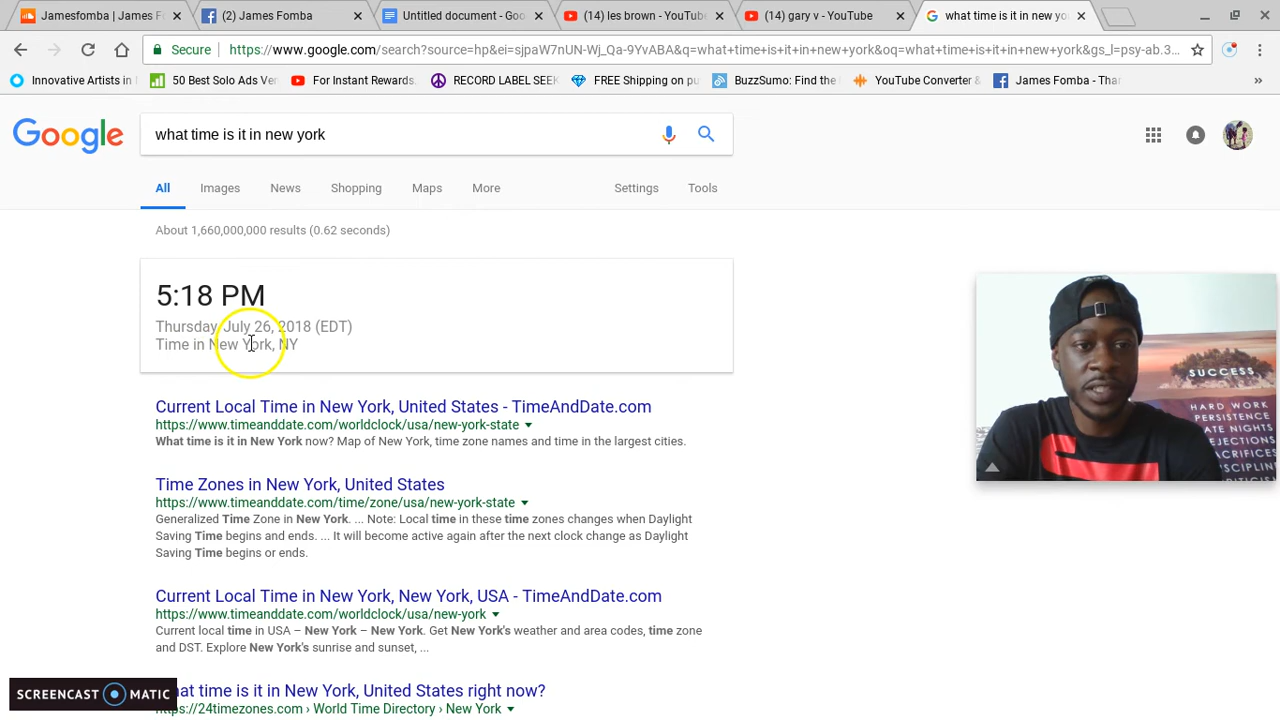 Jamesfomba | James F
(2) James Fomba
Untitled document - Goo
(14) les brown - YouTube
(14) gary v - YouTube
what time is it in new yo
Secure
https://www.google.com/search?source=hp&ei=sjpaW7nUN-Wj_Qa-9YvABA&q=what+time+is+it+in+new+york&oq=what+time+is+it+in+new+york&gs_l=psy-ab.3...
Innovative Artists in
50 Best Solo Ads Ver
For Instant Rewards.
RECORD LABEL SEEK
FREE Shipping on pu
BuzzSumo: Find the
YouTube Converter &
James Fomba - Thar
»
Google
what time is it in new york
All
Images
News
Shopping
Maps
More
Settings
Tools
About 1,660,000,000 results (0.62 seconds)
5:18 PM
Thursday, July 26, 2018 (EDT)
Time in New York, NY
Current Local Time in New York, United States - TimeAndDate.com
https://www.timeanddate.com/worldclock/usa/new-york-state
What time is it in New York now? Map of New York, time zone names and time in the largest cities.
Time Zones in New York, United States
https://www.timeanddate.com/time/zone/usa/new-york-state
Generalized Time Zone in New York. ... Note: Local time in these time zones changes when Daylight
Saving Time begins and ends. ... It will become active again after the next clock change as Daylight
Saving Time begins or ends.
Current Local Time in New York, New York, USA - TimeAndDate.com
https://www.timeanddate.com/worldclock/usa/new-york
Current local time in USA – New York – New York. Get New York's weather and area codes, time zone
and DST. Explore New York's sunrise and sunset, ...
hat time is it in New York, United States right now?
https://24timezones.com › World Time Directory › New York
SUCCESS
HARD WORK
PERSISTENCE
ATE NIGHTS
EJECTIONS
ACRIFICES
SCIPLIN
SCREENCAST MATIC